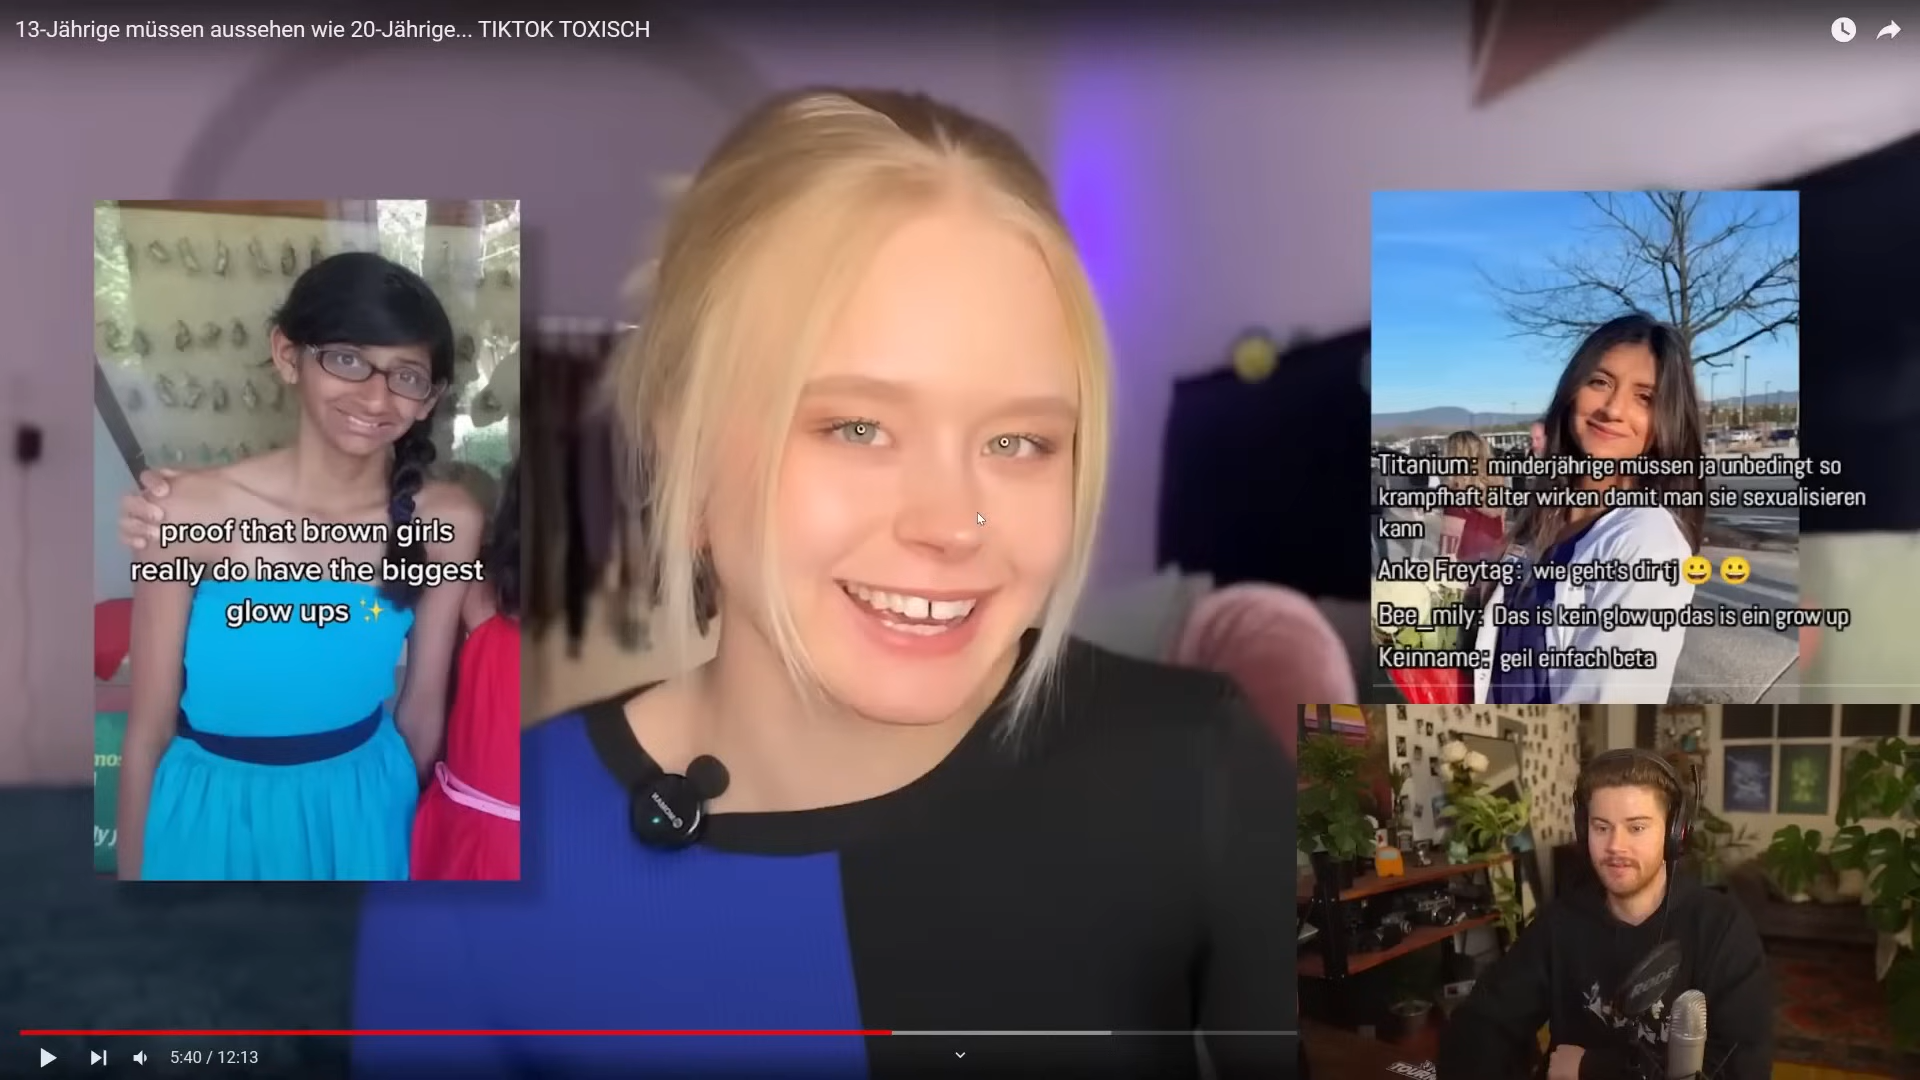 13-Jährige müssen aussehen wie 20-Jährige... TIKTOK TOXISCH
proof that brown girls
really do have the biggest
glow ups ✨
Titanium: minderjährige müssen ja unbedingt so
krampfhaft älter wirken damit man sie sexualisieren
kann
Anke Freytag: wie geht's dir tj😀 😀
Bee_mily: Das is kein glow up das is ein grow up
Keinname: geil einfach beta
RODE
5:40 / 12:13